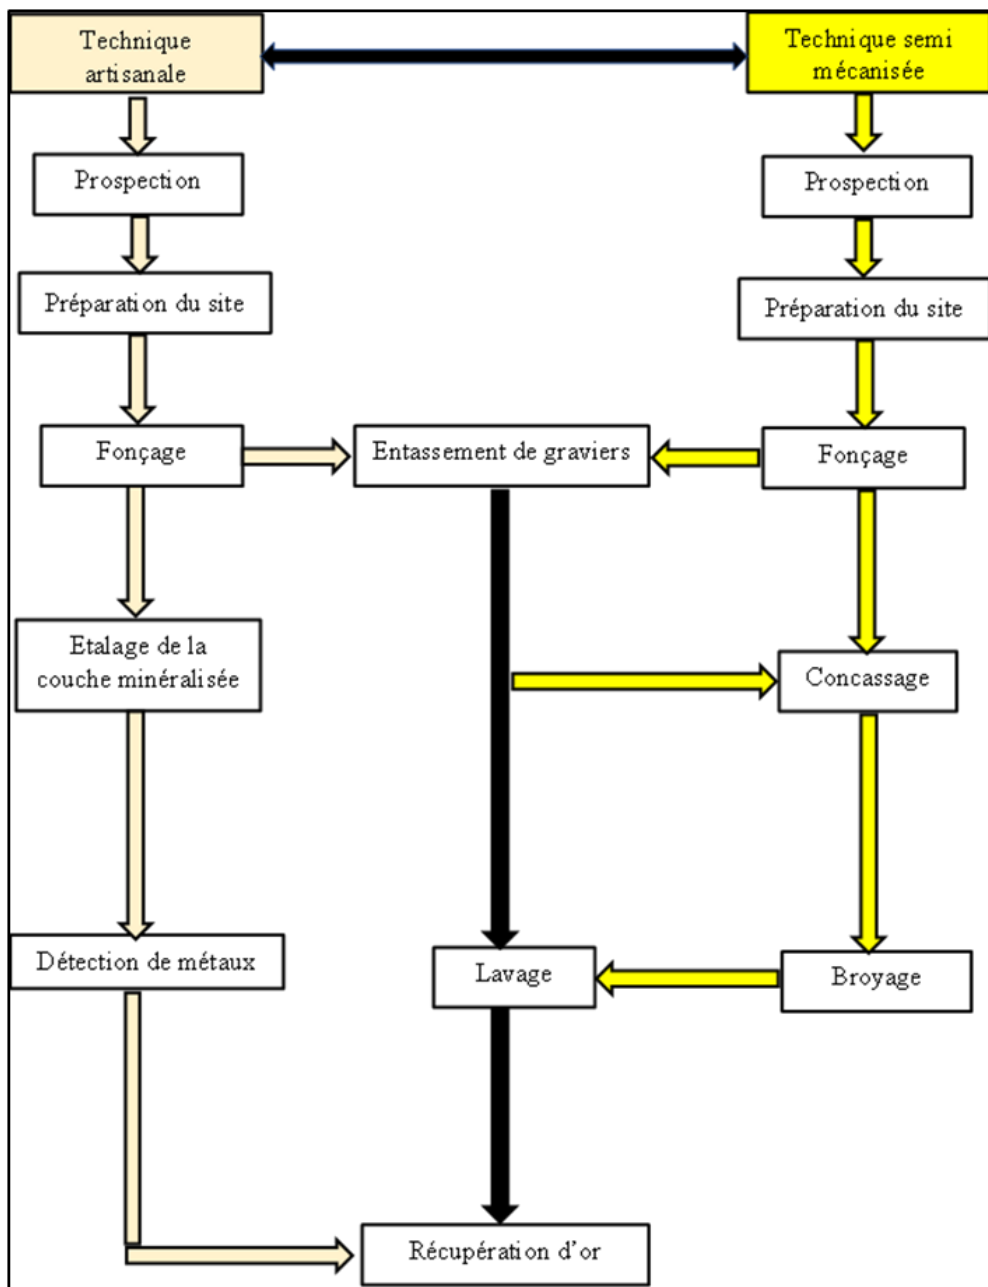 Technique
artisanale
Technique semi
mécanisée
Prospection
Prospection
Préparation du site
Préparation du site
Fonçage
Entassement de graviers
Fonçage
Etalage de la
couche minéralisée
Concassage
Détection de métaux
Lavage
Broyage
Récupération d’or